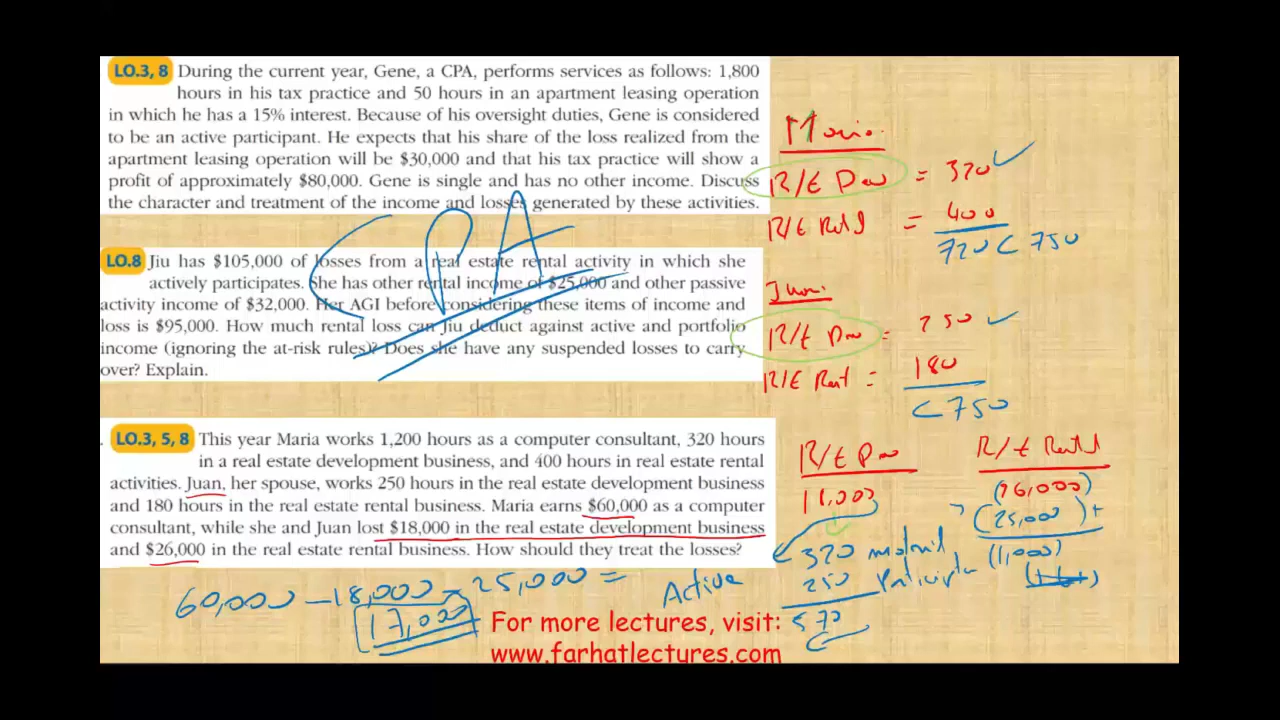 LO.3, 8 During the current year, Gene, a CPA, performs services as follows: 1,800
hours in his tax practice and 50 hours in an apartment leasing operation
in which he has a 15% interest. Because of his oversight duties, Gene is considered
to be an active participant. He expects that his share of the loss realized from the
apartment leasing operation will be $30,000 and that his tax practice will show a
profit of approximately $80,000. Gene is single and has no other income. Discuss
the character and treatment of the income and losses generated by these activities.
LO.8 Jiu has $105,000 of losses from a real estate rental activity in which she
actively participates. She has other rental income of $25,000 and other passive
activity income of $32,000. Her AGI before considering these items of income and
loss is $95,000. How much rental loss can Jiu deduct against active and portfolio
income (ignoring the at-risk rules)? Does she have any suspended losses to carry
over? Explain.
CPA
. LO.3, 5, 8 This year Maria works 1,200 hours as a computer consultant, 320 hours
in a real estate development business, and 400 hours in real estate rental
activities. Juan, her spouse, works 250 hours in the real estate development business
and 180 hours in the real estate rental business. Maria earns $60,000 as a computer
consultant, while she and Juan lost $18,000 in the real estate development business
and $26,000 in the real estate rental business. How should they treat the losses?
60,000 - 18,000 - 25,000 =
17,000
R/E Dev = 320
R/E Rent'l = 400
720 < 750
R/E Dev = 250
R/E Rent = 180
< 750
R/E Dev
R/E Rental
(26,000)
(25,000)
(1,000)
320 material
250 Participation
570
Active
For more lectures, visit:
www.farhatlectures.com